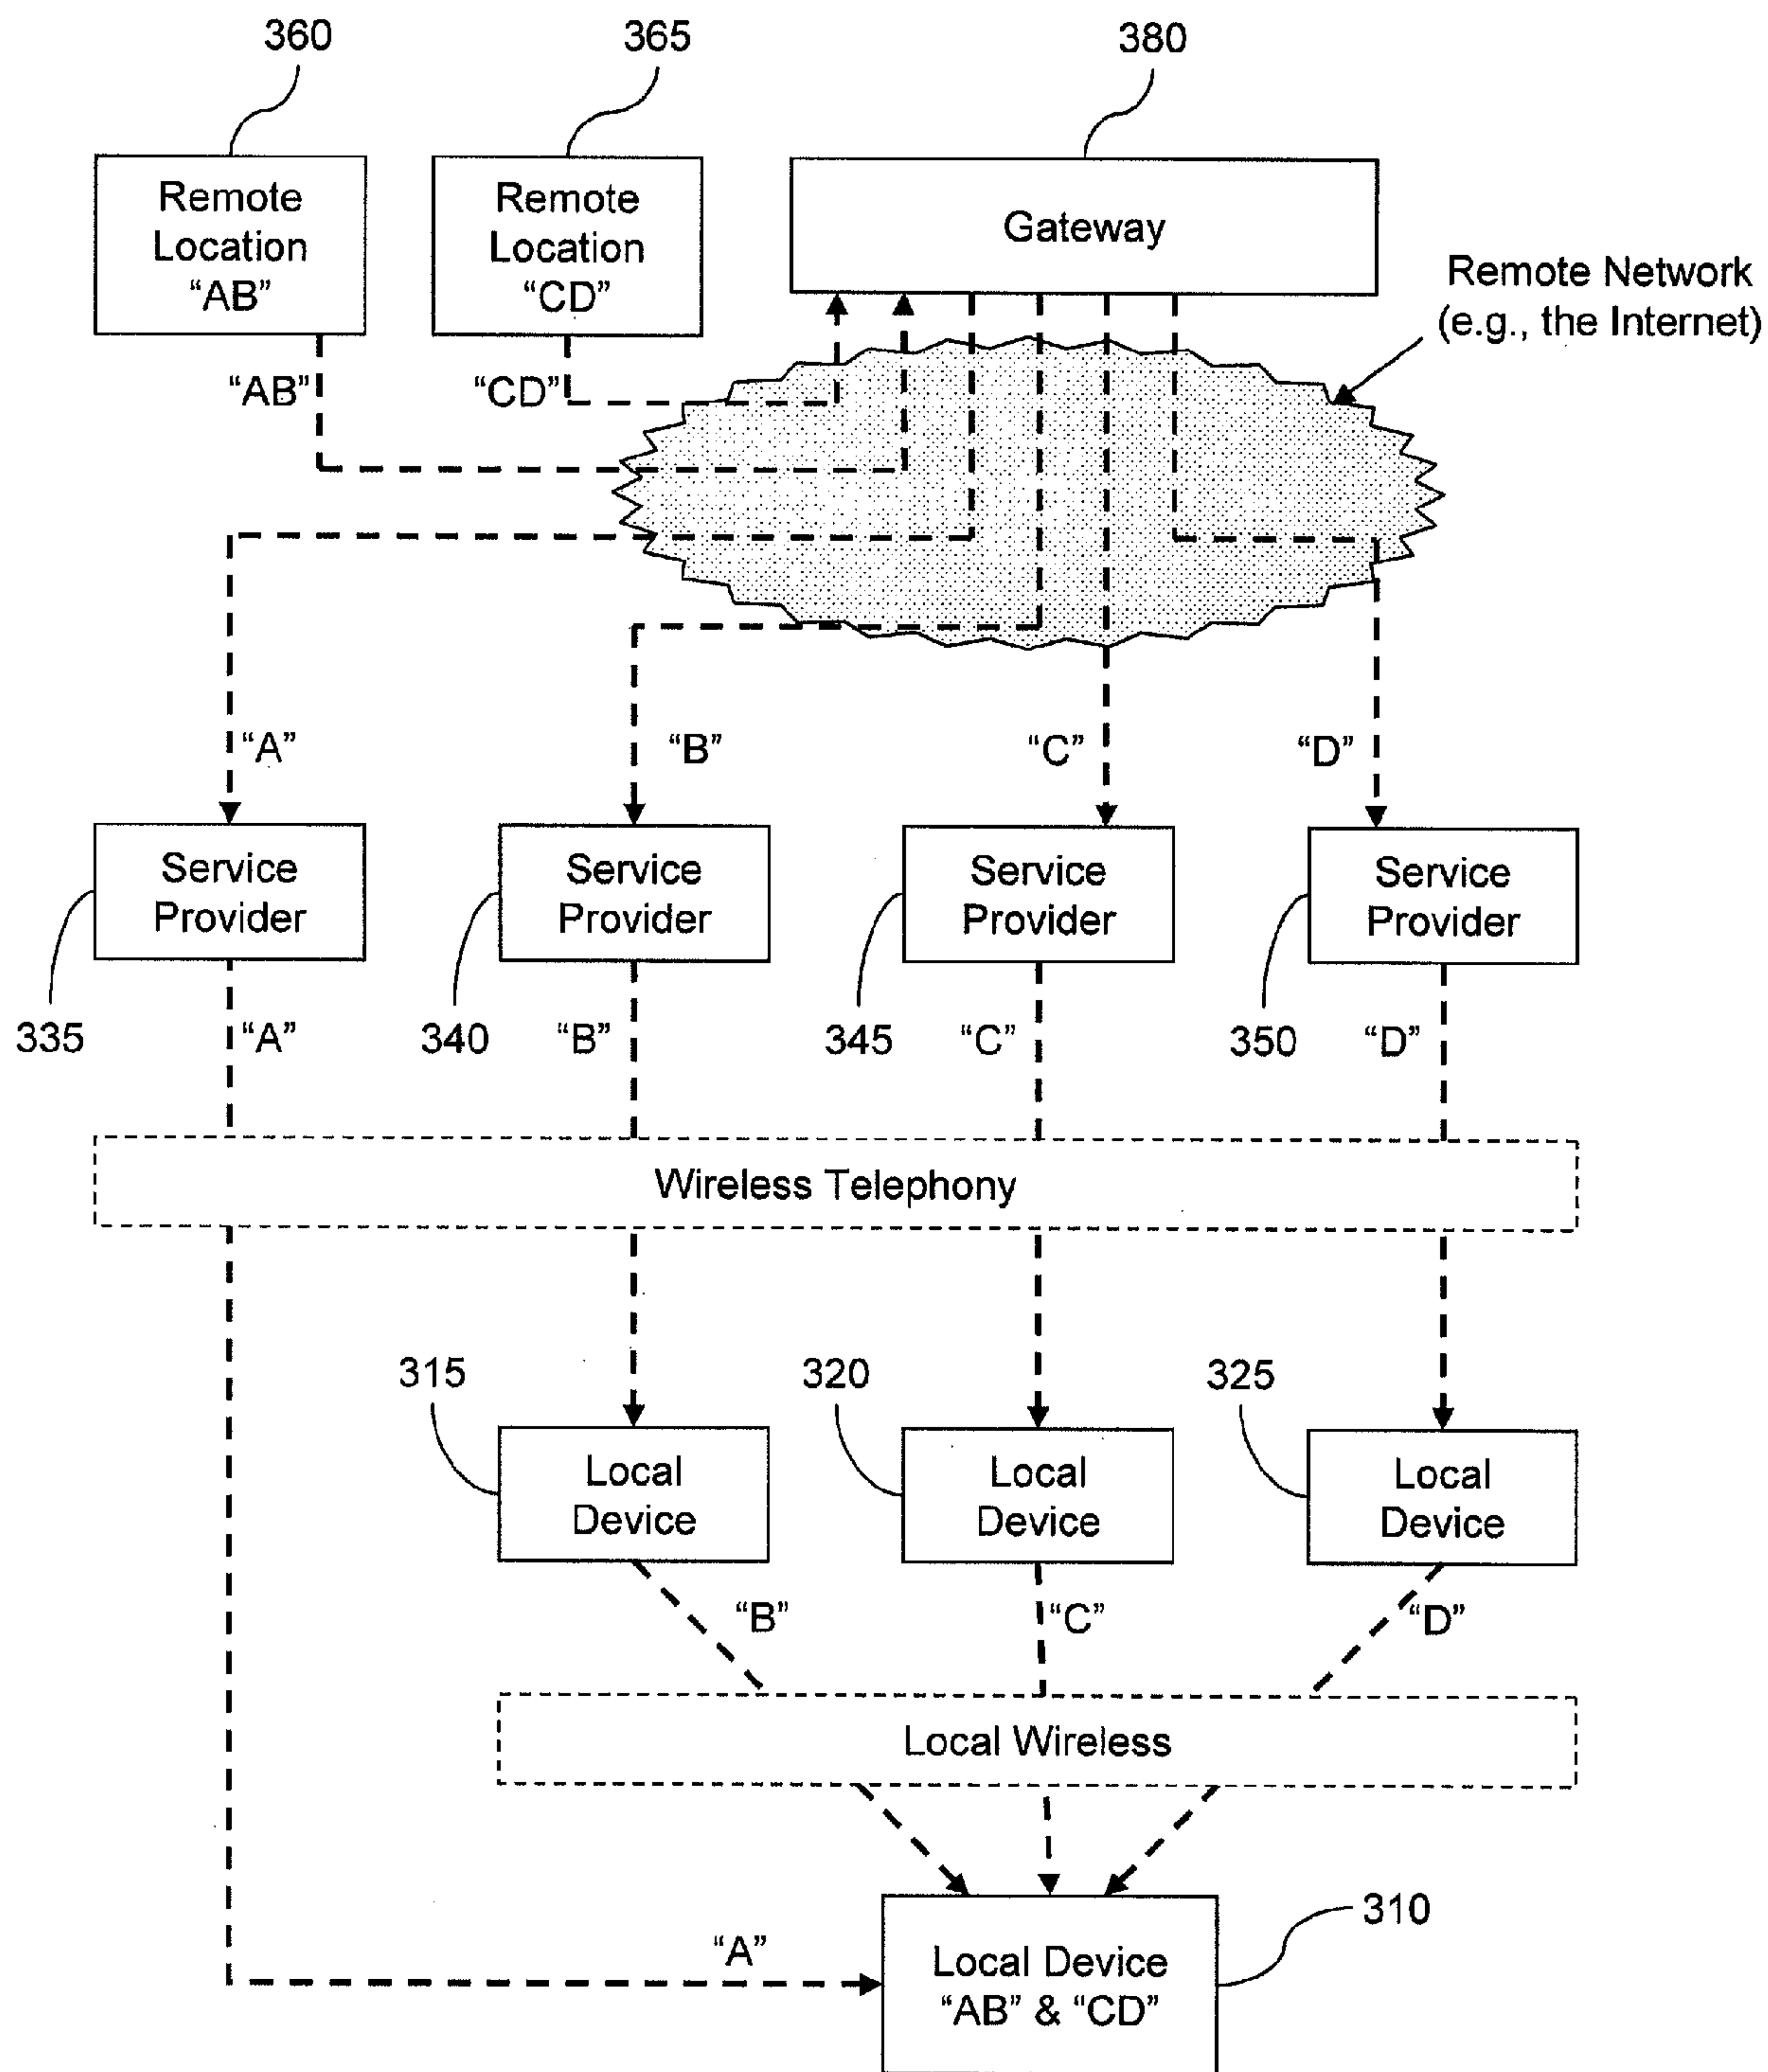 360
365
380
Remote
Location
“AB”
Remote
Location
“CD”
Gateway
Remote Network
(e.g., the Internet)
“AB”
“CD”
“A”
“B”
“C”
“D”
Service
Provider
Service
Provider
Service
Provider
Service
Provider
335
“A”
340
“B”
345
“C”
350
“D”
Wireless Telephony
315
320
325
Local
Device
Local
Device
Local
Device
“B”
“C”
“D”
Local Wireless
310
“A”
Local Device
“AB” & “CD”